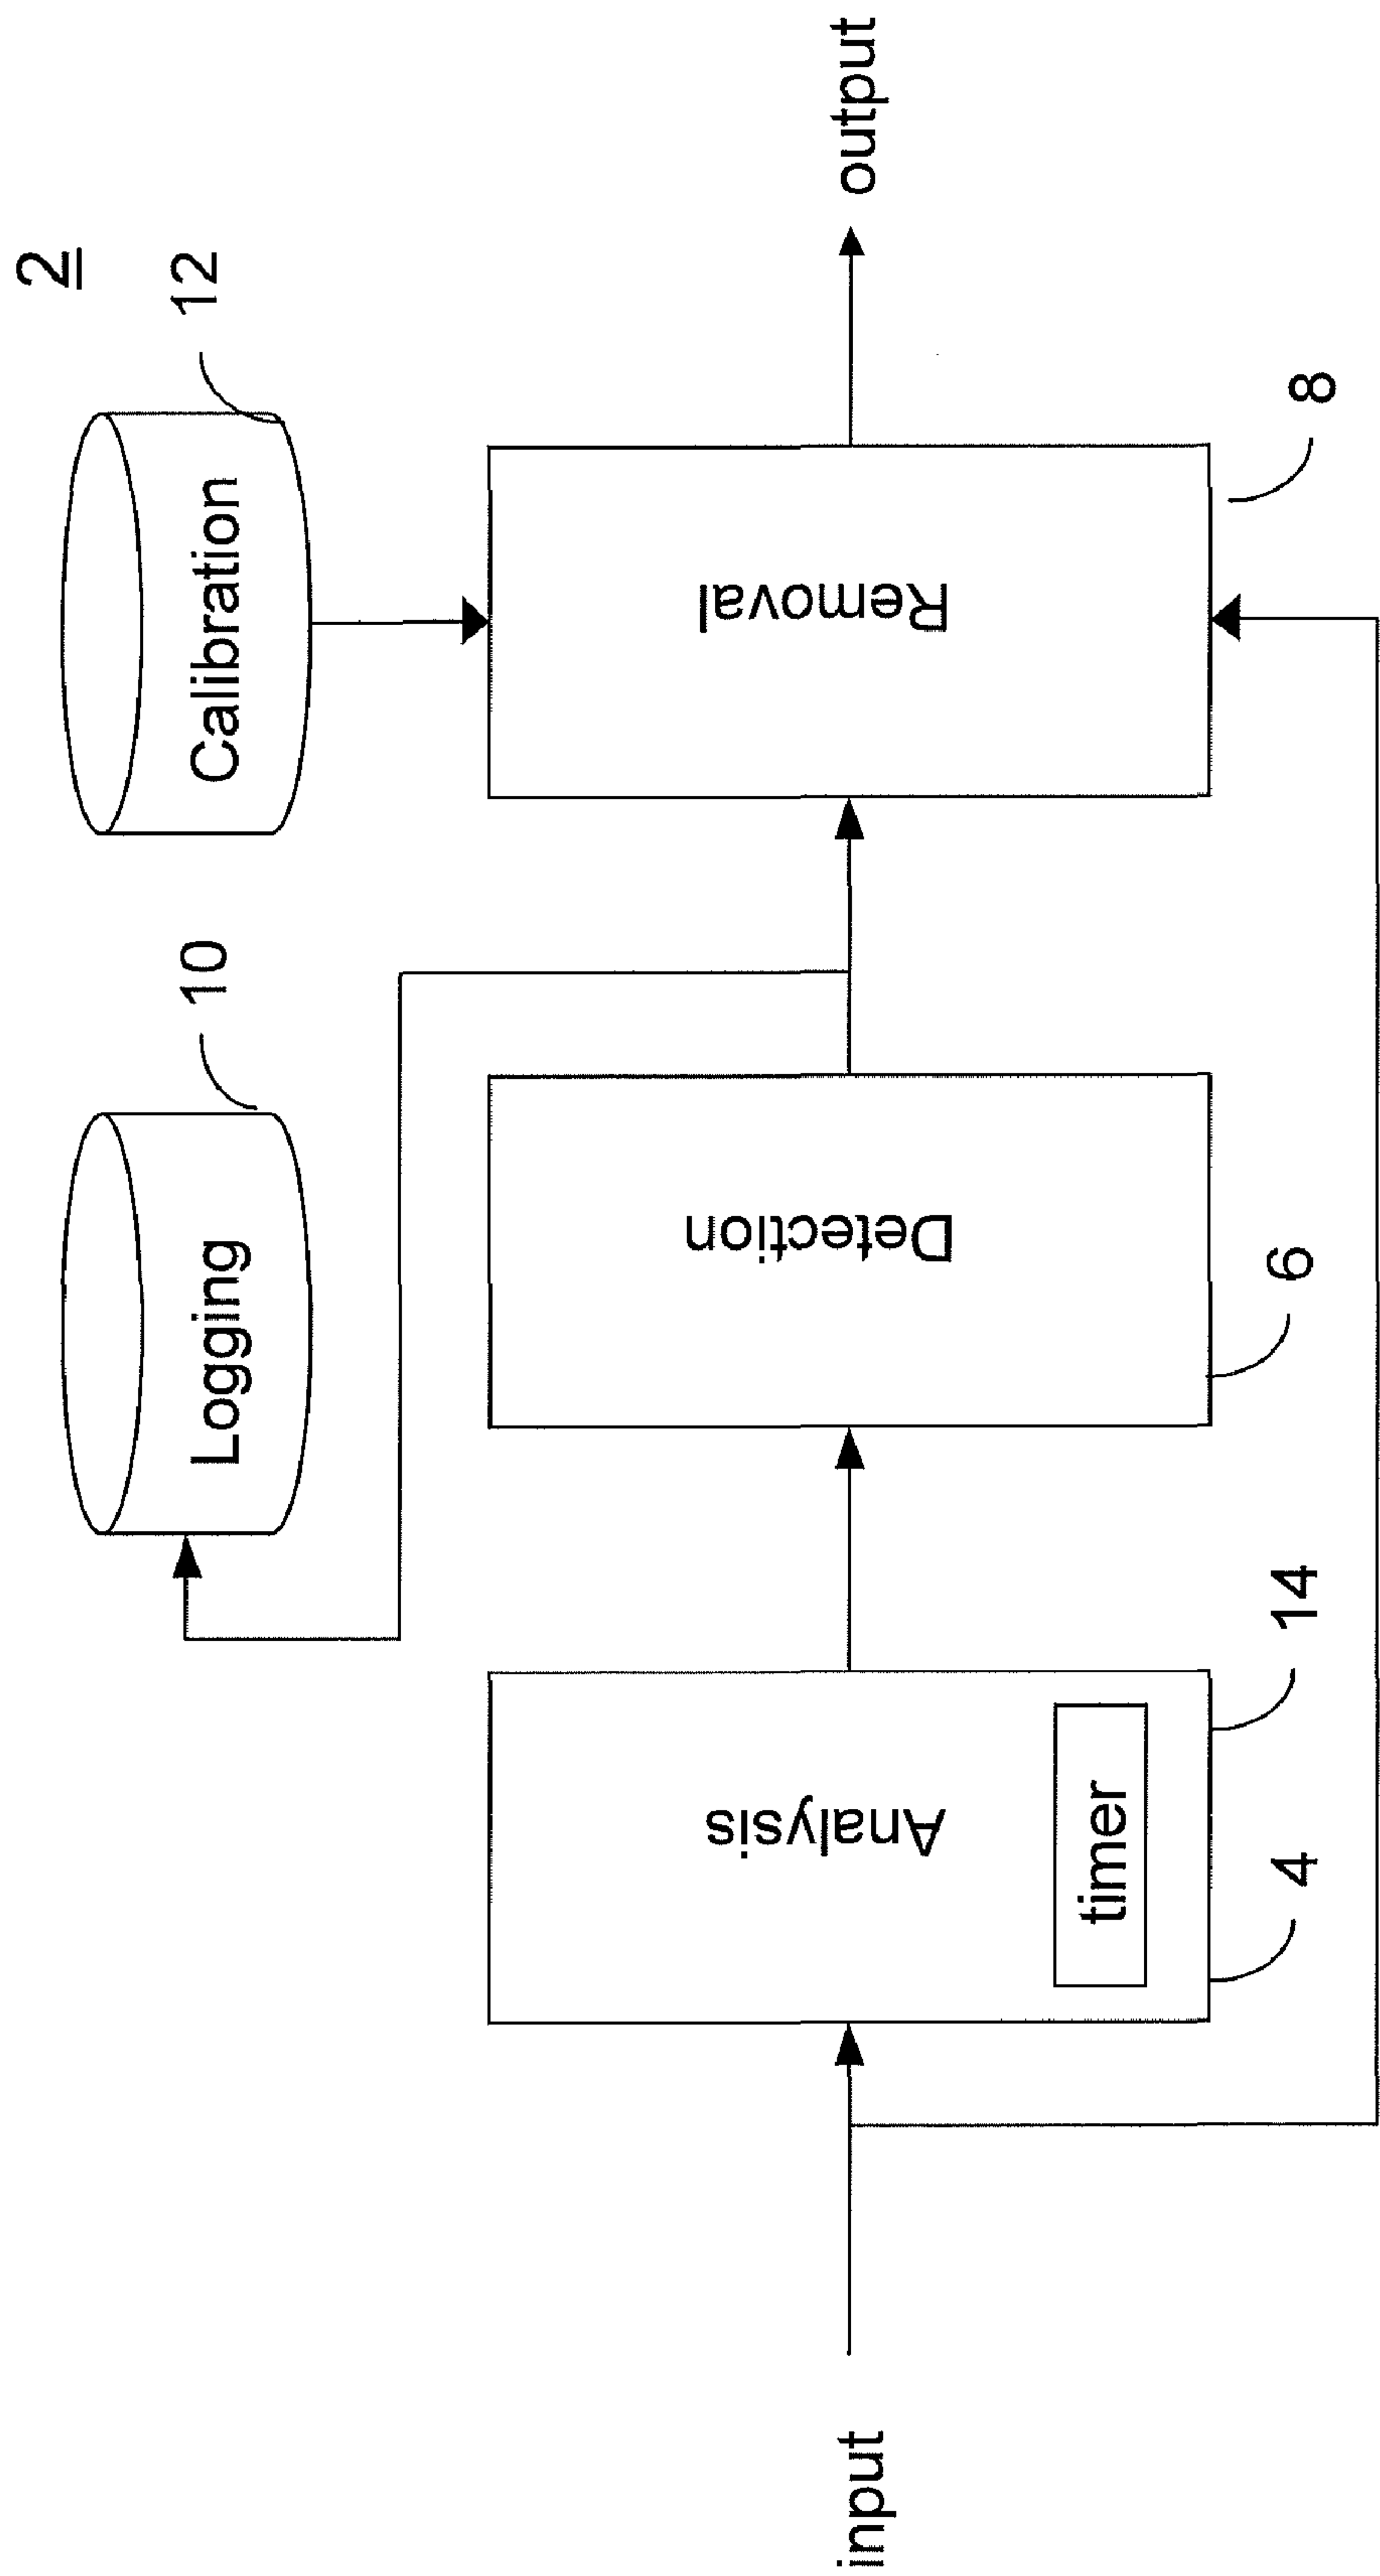 2
12
Calibration
10
Logging
input
Analysis
timer
4
14
Detection
6
Removal
8
output